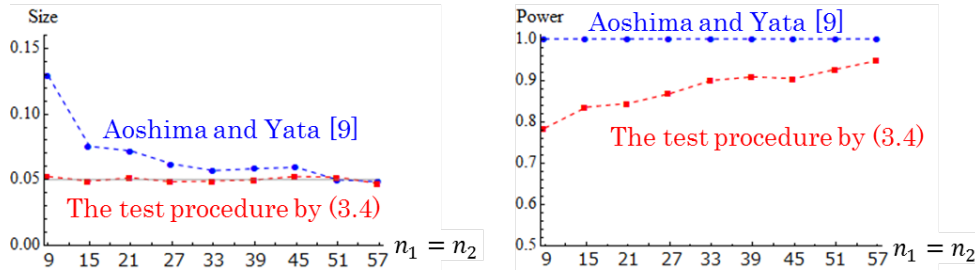 Size
0.15
0.10
0.05
0.00
Aoshima and Yata [9]
The test procedure by (3.4)
9 15 21 27 33 39 45 51 57
n₁ = n₂
Power
1.0
0.9
0.8
0.7
0.6
0.5
Aoshima and Yata [9]
The test procedure by (3.4)
9 15 21 27 33 39 45 51 57
n₁ = n₂